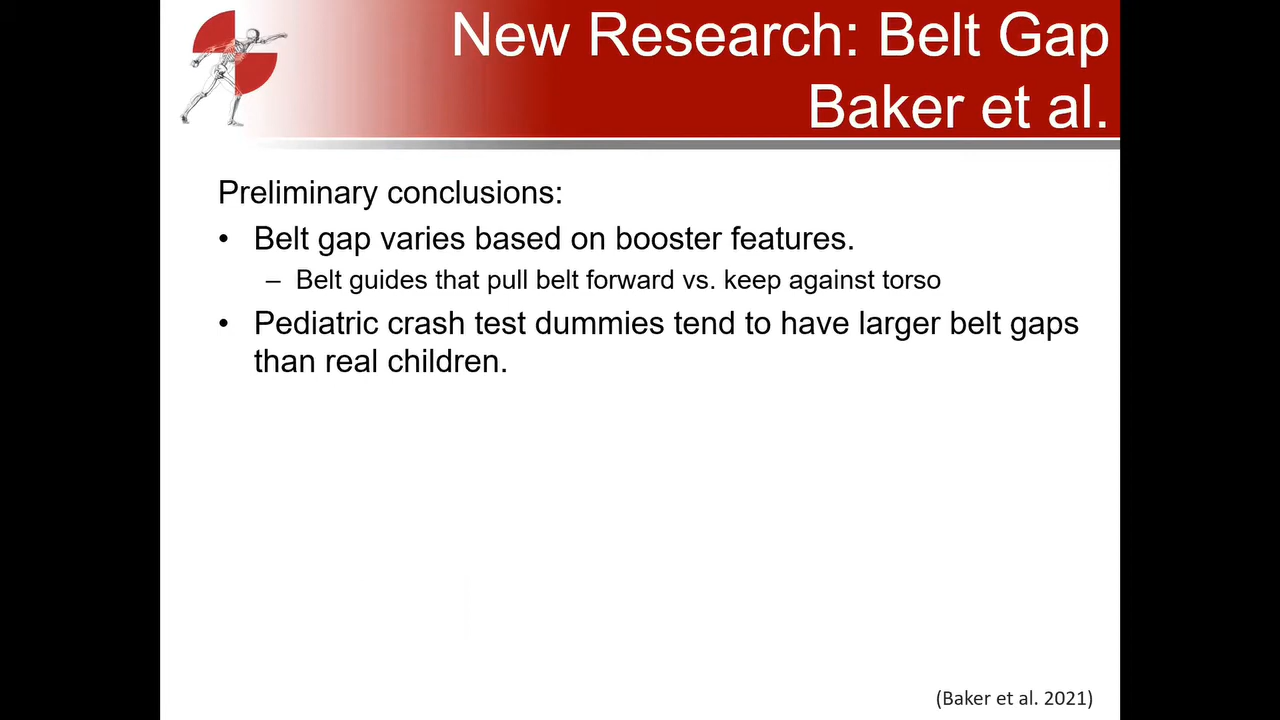 New Research: Belt Gap
Baker et al.
Preliminary conclusions:
• Belt gap varies based on booster features.
– Belt guides that pull belt forward vs. keep against torso
• Pediatric crash test dummies tend to have larger belt gaps
than real children.
(Baker et al. 2021)